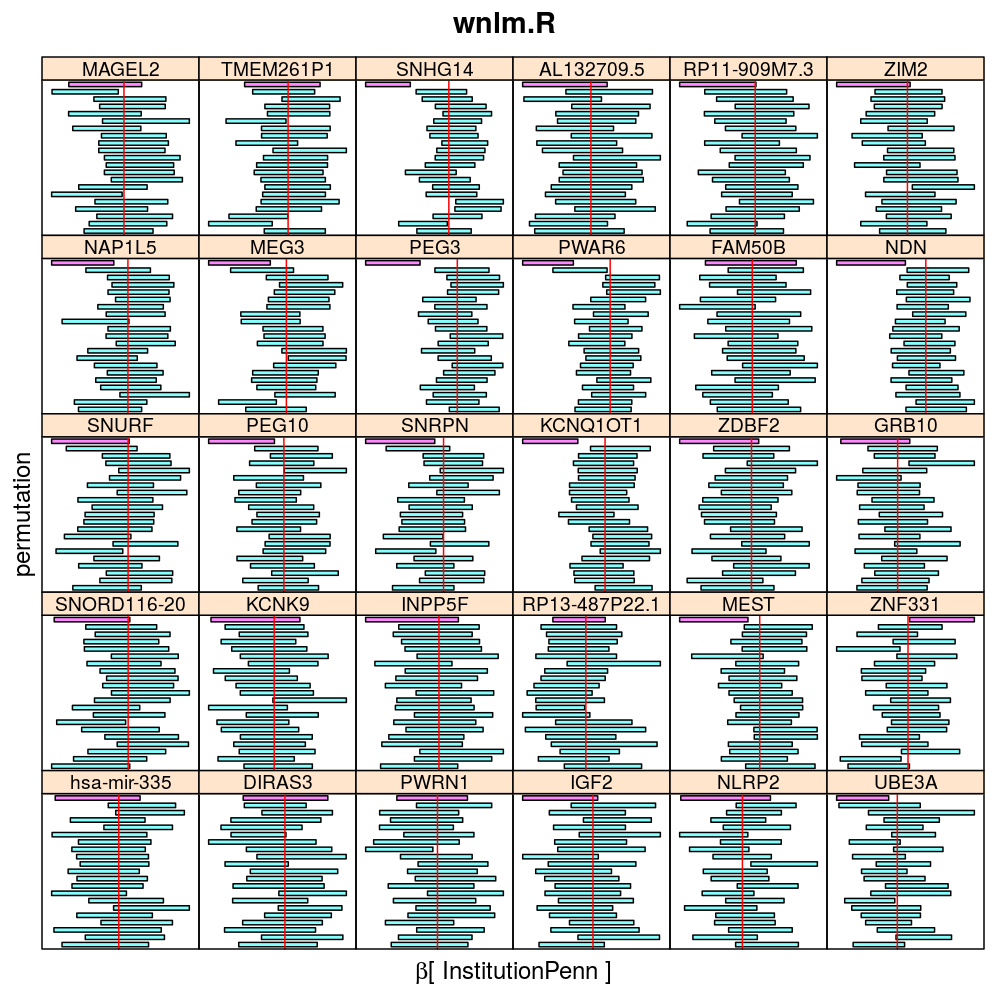 wnlm.R
MAGEL2 TMEM261P1 SNHG14 AL132709.5 RP11-909M7.3 ZIM2
NAP1L5 MEG3 PEG3 PWAR6 FAM50B NDN
SNURF PEG10 SNRPN KCNQ1OT1 ZDBF2 GRB10
SNORD116-20 KCNK9 INPP5F RP13-487P22.1 MEST ZNF331
hsa-mir-335 DIRAS3 PWRN1 IGF2 NLRP2 UBE3A
permutation
β[ InstitutionPenn ]